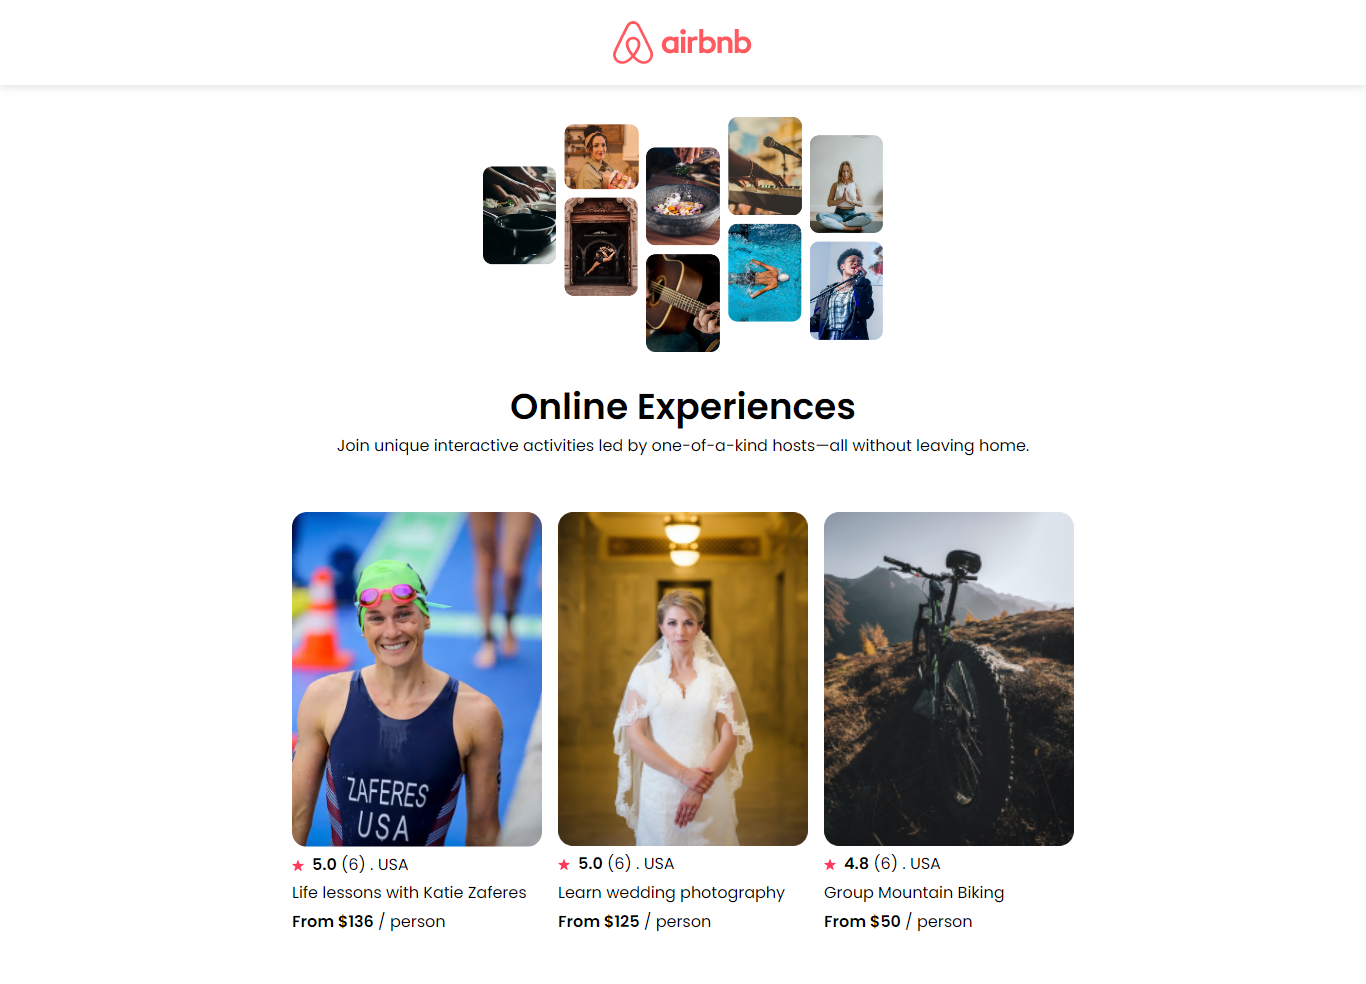 airbnb
Online Experiences
Join unique interactive activities led by one-of-a-kind hosts—all without leaving home.
ZAFERES
USA
5.0 (6) . USA
Life lessons with Katie Zaferes
From $136 / person
5.0 (6) . USA
Learn wedding photography
From $125 / person
4.8 (6) . USA
Group Mountain Biking
From $50 / person